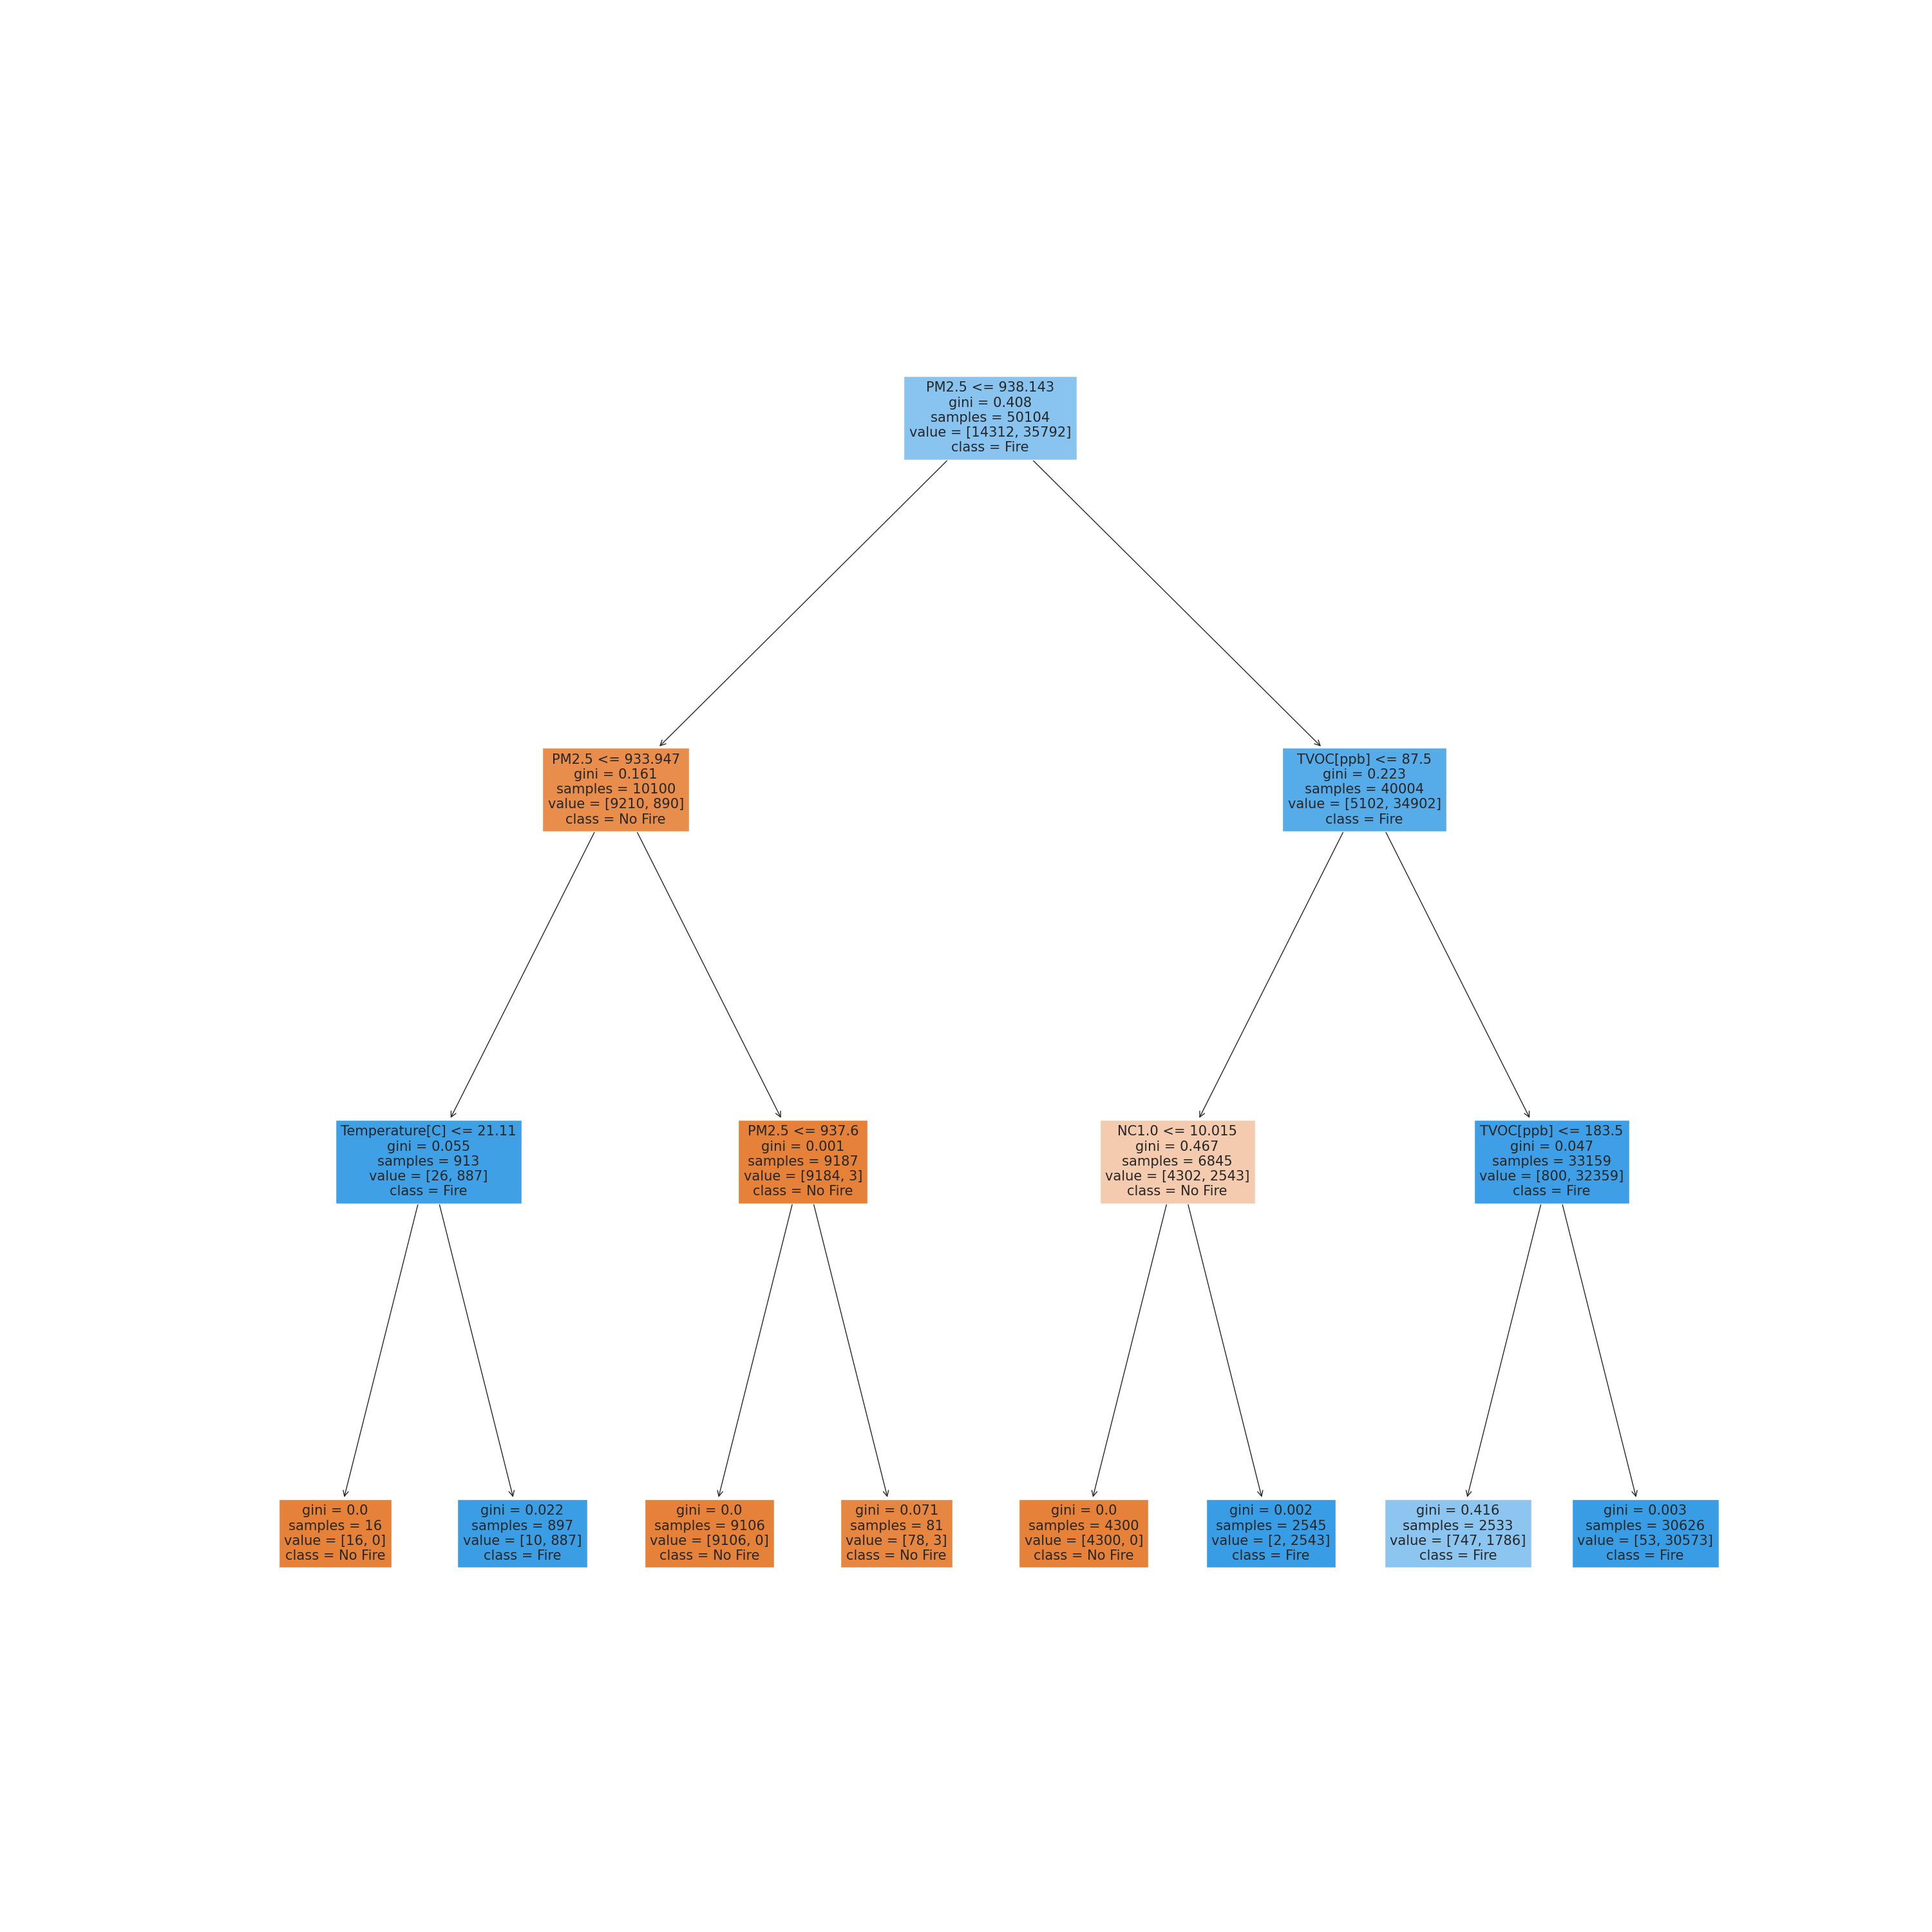 PM2.5 <= 938.143
gini = 0.408
samples = 50104
value = [14312, 35792]
class = Fire
PM2.5 <= 933.947
gini = 0.161
samples = 10100
value = [9210, 890]
class = No Fire
TVOC[ppb] <= 87.5
gini = 0.223
samples = 40004
value = [5102, 34902]
class = Fire
Temperature[C] <= 21.11
gini = 0.055
samples = 913
value = [26, 887]
class = Fire
PM2.5 <= 937.6
gini = 0.001
samples = 9187
value = [9184, 3]
class = No Fire
NC1.0 <= 10.015
gini = 0.467
samples = 6845
value = [4302, 2543]
class = No Fire
TVOC[ppb] <= 183.5
gini = 0.047
samples = 33159
value = [800, 32359]
class = Fire
gini = 0.0
samples = 16
value = [16, 0]
class = No Fire
gini = 0.022
samples = 897
value = [10, 887]
class = Fire
gini = 0.0
samples = 9106
value = [9106, 0]
class = No Fire
gini = 0.071
samples = 81
value = [78, 3]
class = No Fire
gini = 0.0
samples = 4300
value = [4300, 0]
class = No Fire
gini = 0.002
samples = 2545
value = [2, 2543]
class = Fire
gini = 0.416
samples = 2533
value = [747, 1786]
class = Fire
gini = 0.003
samples = 30626
value = [53, 30573]
class = Fire